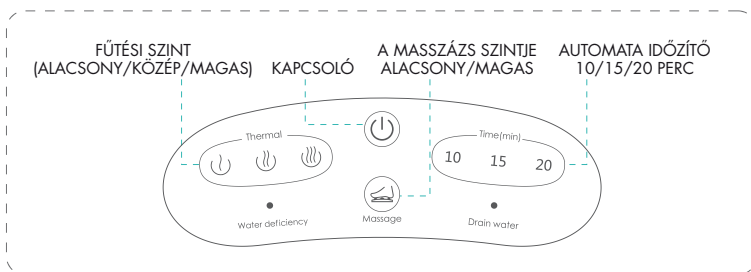 FŰTÉSI SZINT
(ALACSONY/KÖZÉP/MAGAS)
KAPCSOLÓ
A MASSZÁZS SZINTJE
ALACSONY/MAGAS
AUTOMATA IDŐZÍTŐ
10/15/20 PERC
Thermal
Time(min)
10 15 20
Water deficiency
Massage
Drain water